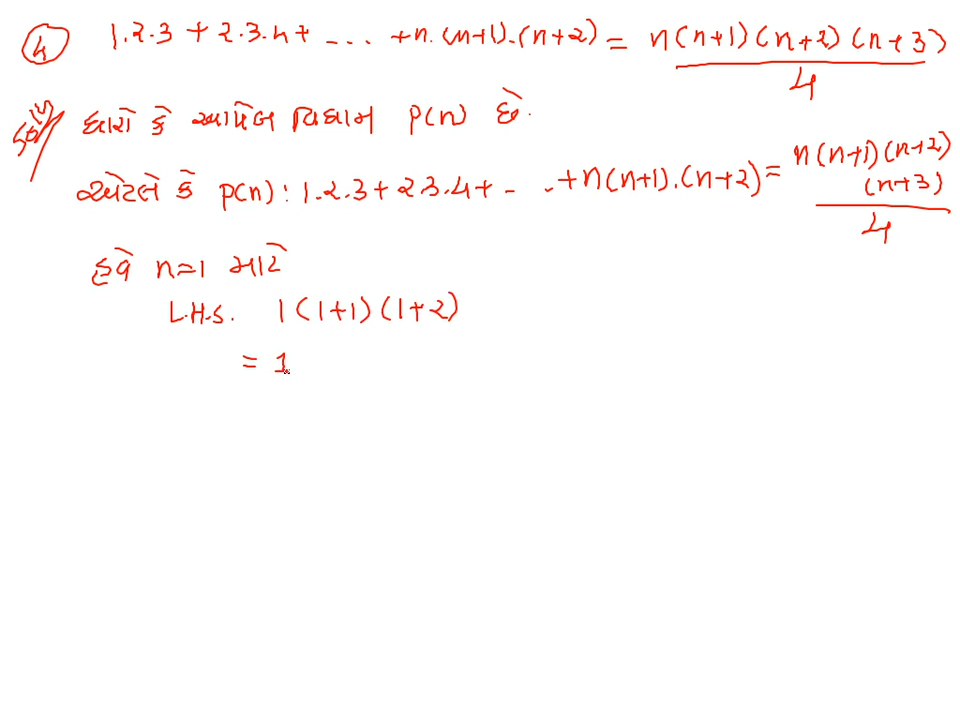 ④ 1.2.3 + 2.3.4 + ... + n.(n+1).(n+2) = n(n+1)(n+2)(n+3) / 4
ધારો કે આપેલ વિધાન P(n) છે.
એટલે કે P(n) : 1.2.3 + 2.3.4 + - . . + n(n+1).(n+2) = n(n+1)(n+2)(n+3) / 4
હવે n=1 માટે
L.H.S. 1(1+1)(1+2)
= 1